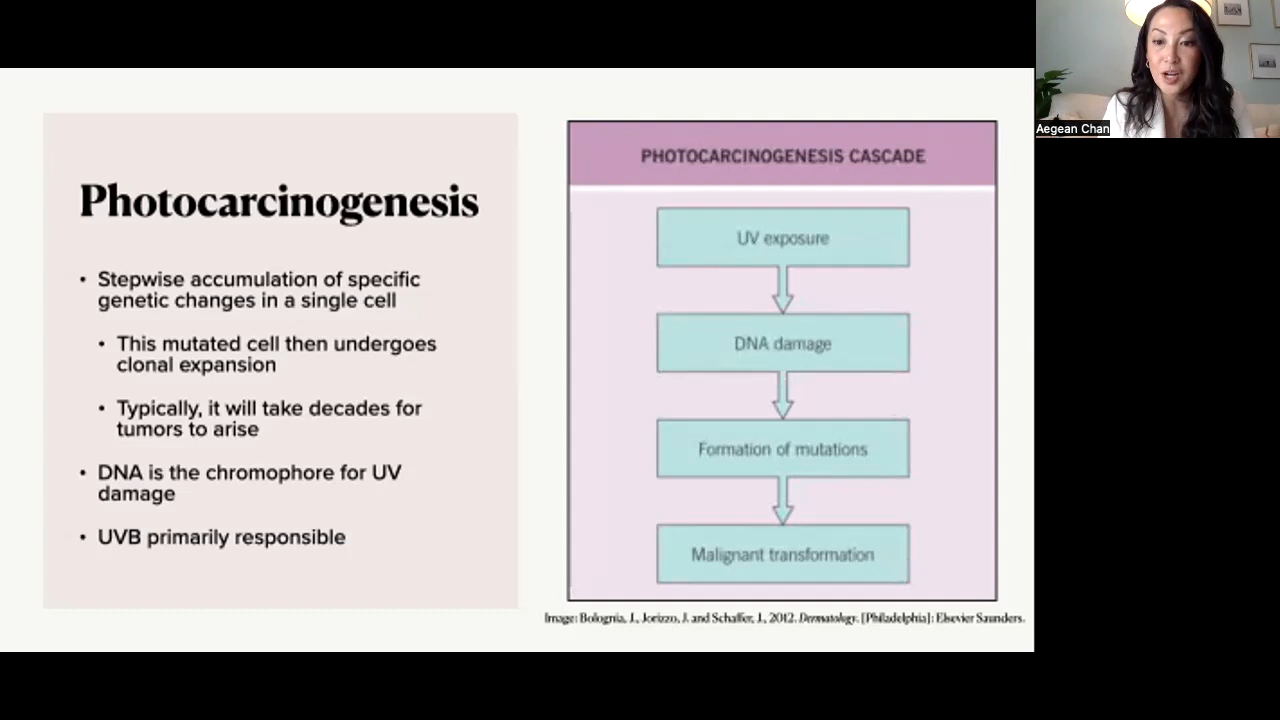 Photocarcinogenesis
• Stepwise accumulation of specific
genetic changes in a single cell
• This mutated cell then undergoes
clonal expansion
• Typically, it will take decades for
tumors to arise
• DNA is the chromophore for UV
damage
• UVB primarily responsible
PHOTOCARCINOGENESIS CASCADE
UV exposure
DNA damage
Formation of mutations
Malignant transformation
Image: Bolognia, J., Jorizzo, J. and Schaffer, J., 2012. Dermatology. [Philadelphia]: Elsevier Saunders.
Aegean Chan